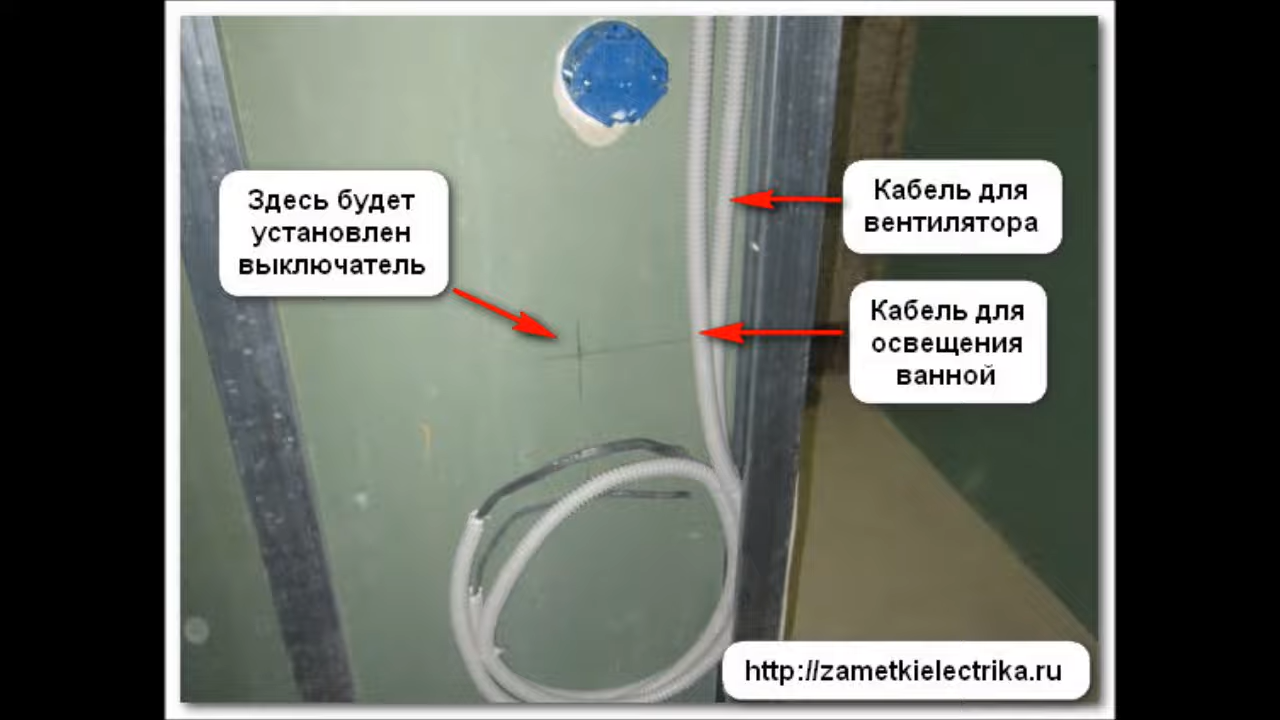 Здесь будет
установлен
выключатель
Кабель для
вентилятора
Кабель для
освещения
ванной
http://zametkielectrika.ru